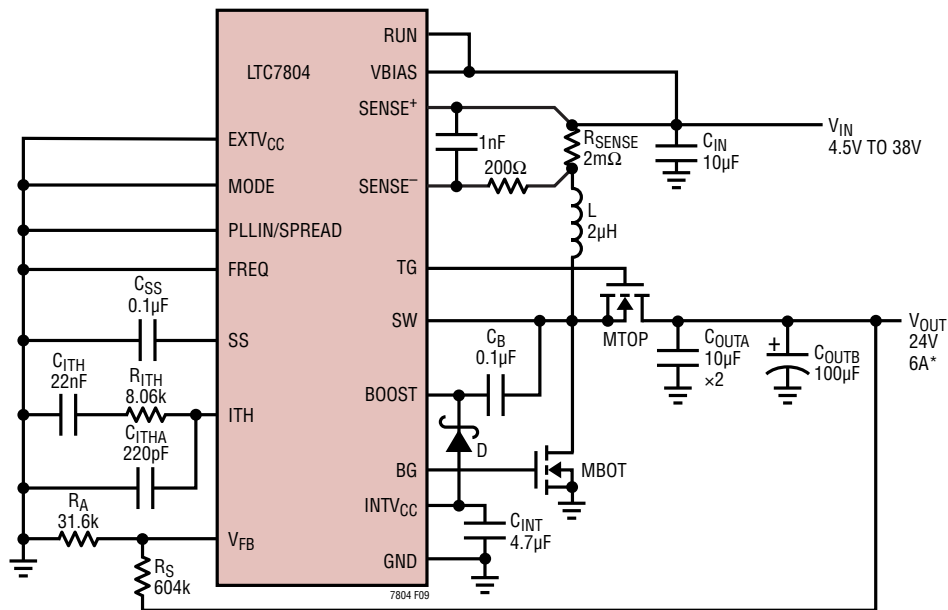 LTC7804
RUN
VBIAS
SENSE+
SENSE–
TG
SW
BOOST
BG
INTVCC
GND
EXTVCC
MODE
PLLIN/SPREAD
FREQ
SS
ITH
VFB
CSS
0.1µF
CITH
22nF
RITH
8.06k
CITHA
220pF
RA
31.6k
RS
604k
1nF
200Ω
RSENSE
2mΩ
CIN
10µF
VIN
4.5V TO 38V
L
2µH
MTOP
CB
0.1µF
D
MBOT
CINT
4.7µF
COUTA
10µF
×2
+
COUTB
100µF
VOUT
24V
6A*
7804 F09